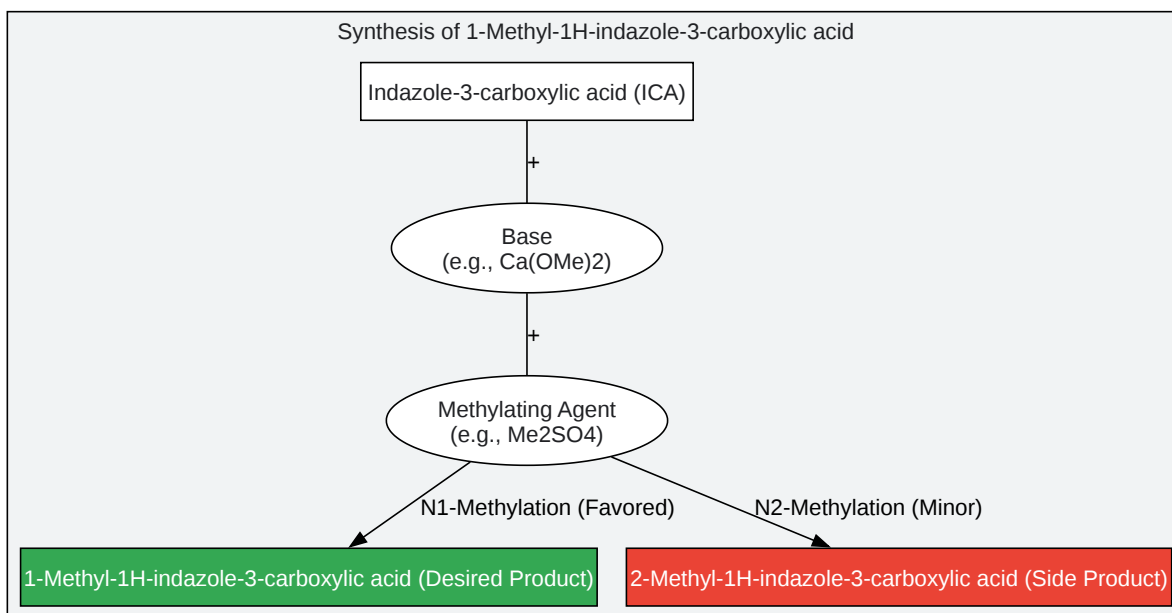 Synthesis of 1-Methyl-1H-indazole-3-carboxylic acid
Indazole-3-carboxylic acid (ICA)
+
Base
(e.g., Ca(OMe)2)
+
Methylating Agent
(e.g., Me2SO4)
N1-Methylation (Favored)
N2-Methylation (Minor)
1-Methyl-1H-indazole-3-carboxylic acid (Desired Product)
2-Methyl-1H-indazole-3-carboxylic acid (Side Product)